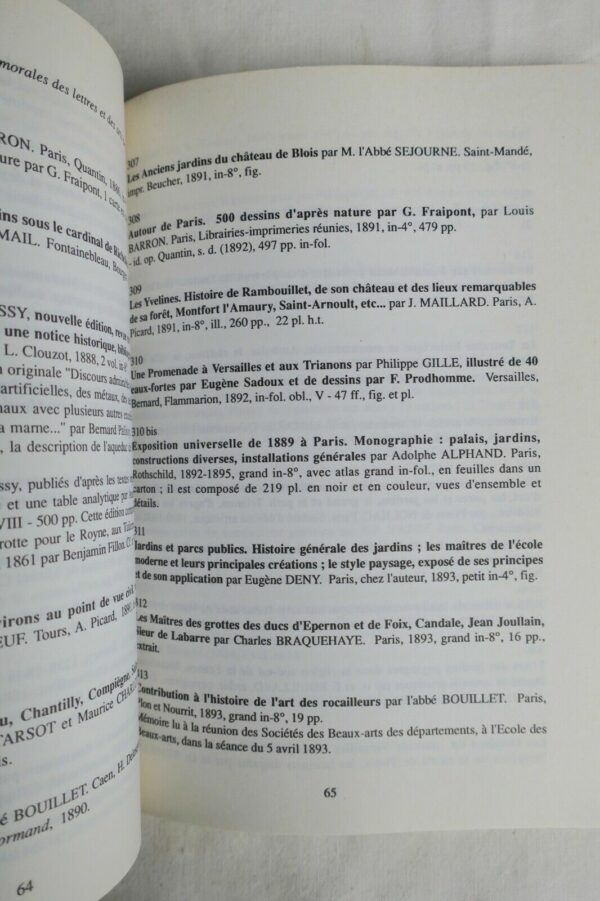 morales des lettres et des
RON. Paris, Quantin,
ure par G. Fraipont, 1
ns sous le cardinal de
MAIL. Fontainebleau,
SSY, nouvelle édition,
une notice historique,
L. Clouzot, 1888, 2 vol. in-
n originale "Discours
artificielles, des métaux, des
naux avec plusieurs autres
a marne..." par Bernard
, la description de l'aqueduc
ssy, publiés d'après les textes
et une table analytique par
VIII - 500 pp. Cette édition
rotte pour le Royne, aux
1861 par Benjamin Fillon.
virons au point de vue
EUF. Tours, A. Picard,
u, Chantilly, Compiègne,
TARSOT et Maurice
s.
é BOUILLET. Caen, H.
ormand, 1890.
64
307
Les Anciens jardins du château de Blois par M. l'Abbé SEJOURNE. Saint-Mandé,
impr. Beucher, 1891, in-8°, fig.
308
Autour de Paris. 500 dessins d'après nature par G. Fraipont, par Louis
BARRON. Paris, Librairies-imprimeries réunies, 1891, in-4°, 479 pp.
- id. op. Quantin, s. d. (1892), 497 pp. in-fol.
309
Les Yvelines. Histoire de Rambouillet, de son château et des lieux remarquables
de sa forêt, Montfort l'Amaury, Saint-Arnoult, etc... par J. MAILLARD. Paris, A.
Picard, 1891, in-8°, ill., 260 pp., 22 pl. h.t.
310
Une Promenade à Versailles et aux Trianons par Philippe GILLE, illustré de 40
eaux-fortes par Eugène Sadoux et de dessins par F. Prodhomme. Versailles,
Bernard, Flammarion, 1892, in-fol. obl., V - 47 ff., fig. et pl.
310 bis
Exposition universelle de 1889 à Paris. Monographie : palais, jardins,
constructions diverses, installations générales par Adolphe ALPHAND. Paris,
Rothschild, 1892-1895, grand in-8°, avec atlas grand in-fol., en feuilles dans un
carton ; il est composé de 219 pl. en noir et en couleur, vues d'ensemble et
détails.
311
Jardins et parcs publics. Histoire générale des jardins ; les maîtres de l'école
moderne et leurs principales créations ; le style paysage, exposé de ses principes
et de son application par Eugène DENY. Paris, chez l'auteur, 1893, petit in-4°, fig.
312
Les Maîtres des grottes des ducs d'Epernon et de Foix, Candale, Jean Joullain,
sieur de Labarre par Charles BRAQUEHAYE. Paris, 1893, grand in-8°, 16 pp.,
extrait.
313
Contribution à l'histoire de l'art des rocailleurs par l'abbé BOUILLET. Paris,
Plon et Nourrit, 1893, grand in-8°, 19 pp.
Mémoire lu à la réunion des Sociétés des Beaux-arts des départements, à l'Ecole des
Beaux-arts, dans la séance du 5 avril 1893.
65